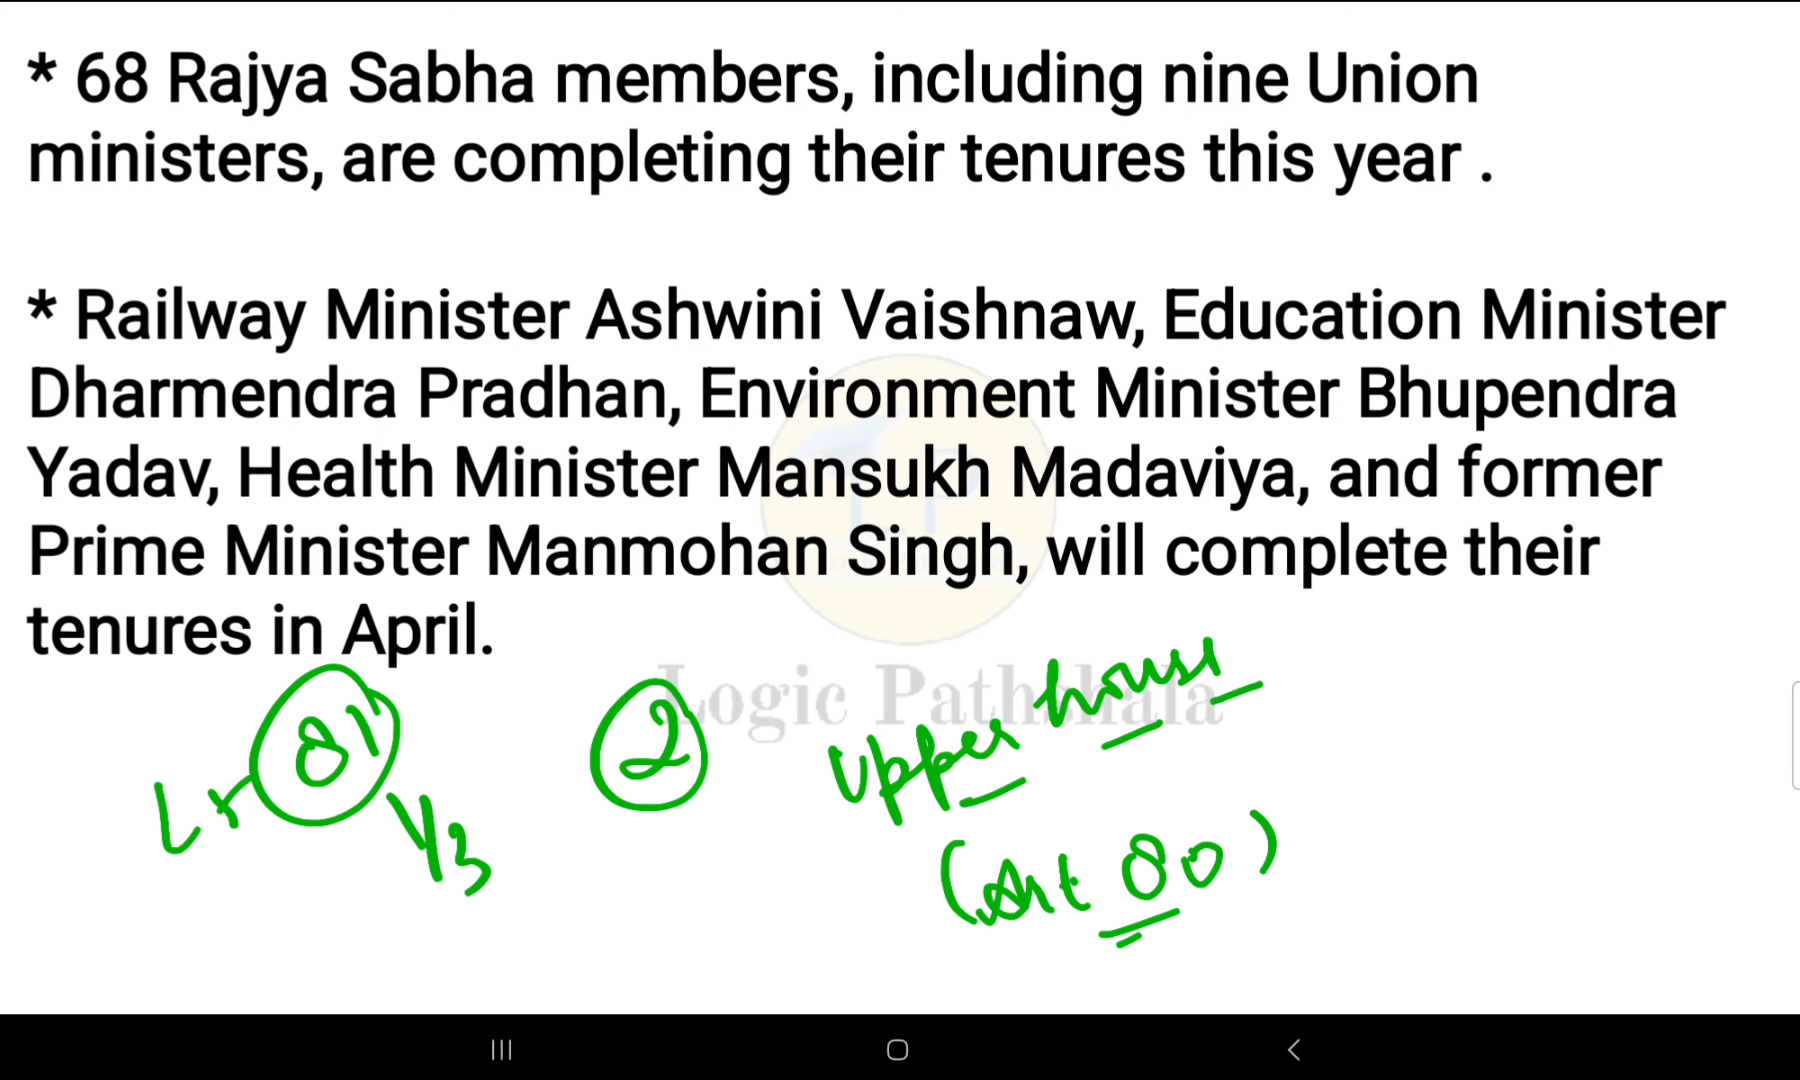 * 68 Rajya Sabha members, including nine Union
ministers, are completing their tenures this year .
* Railway Minister Ashwini Vaishnaw, Education Minister
Dharmendra Pradhan, Environment Minister Bhupendra
Yadav, Health Minister Mansukh Madaviya, and former
Prime Minister Manmohan Singh, will complete their
tenures in April.
Logic Pathshala
2
Upper house
1/3
(Art 80)